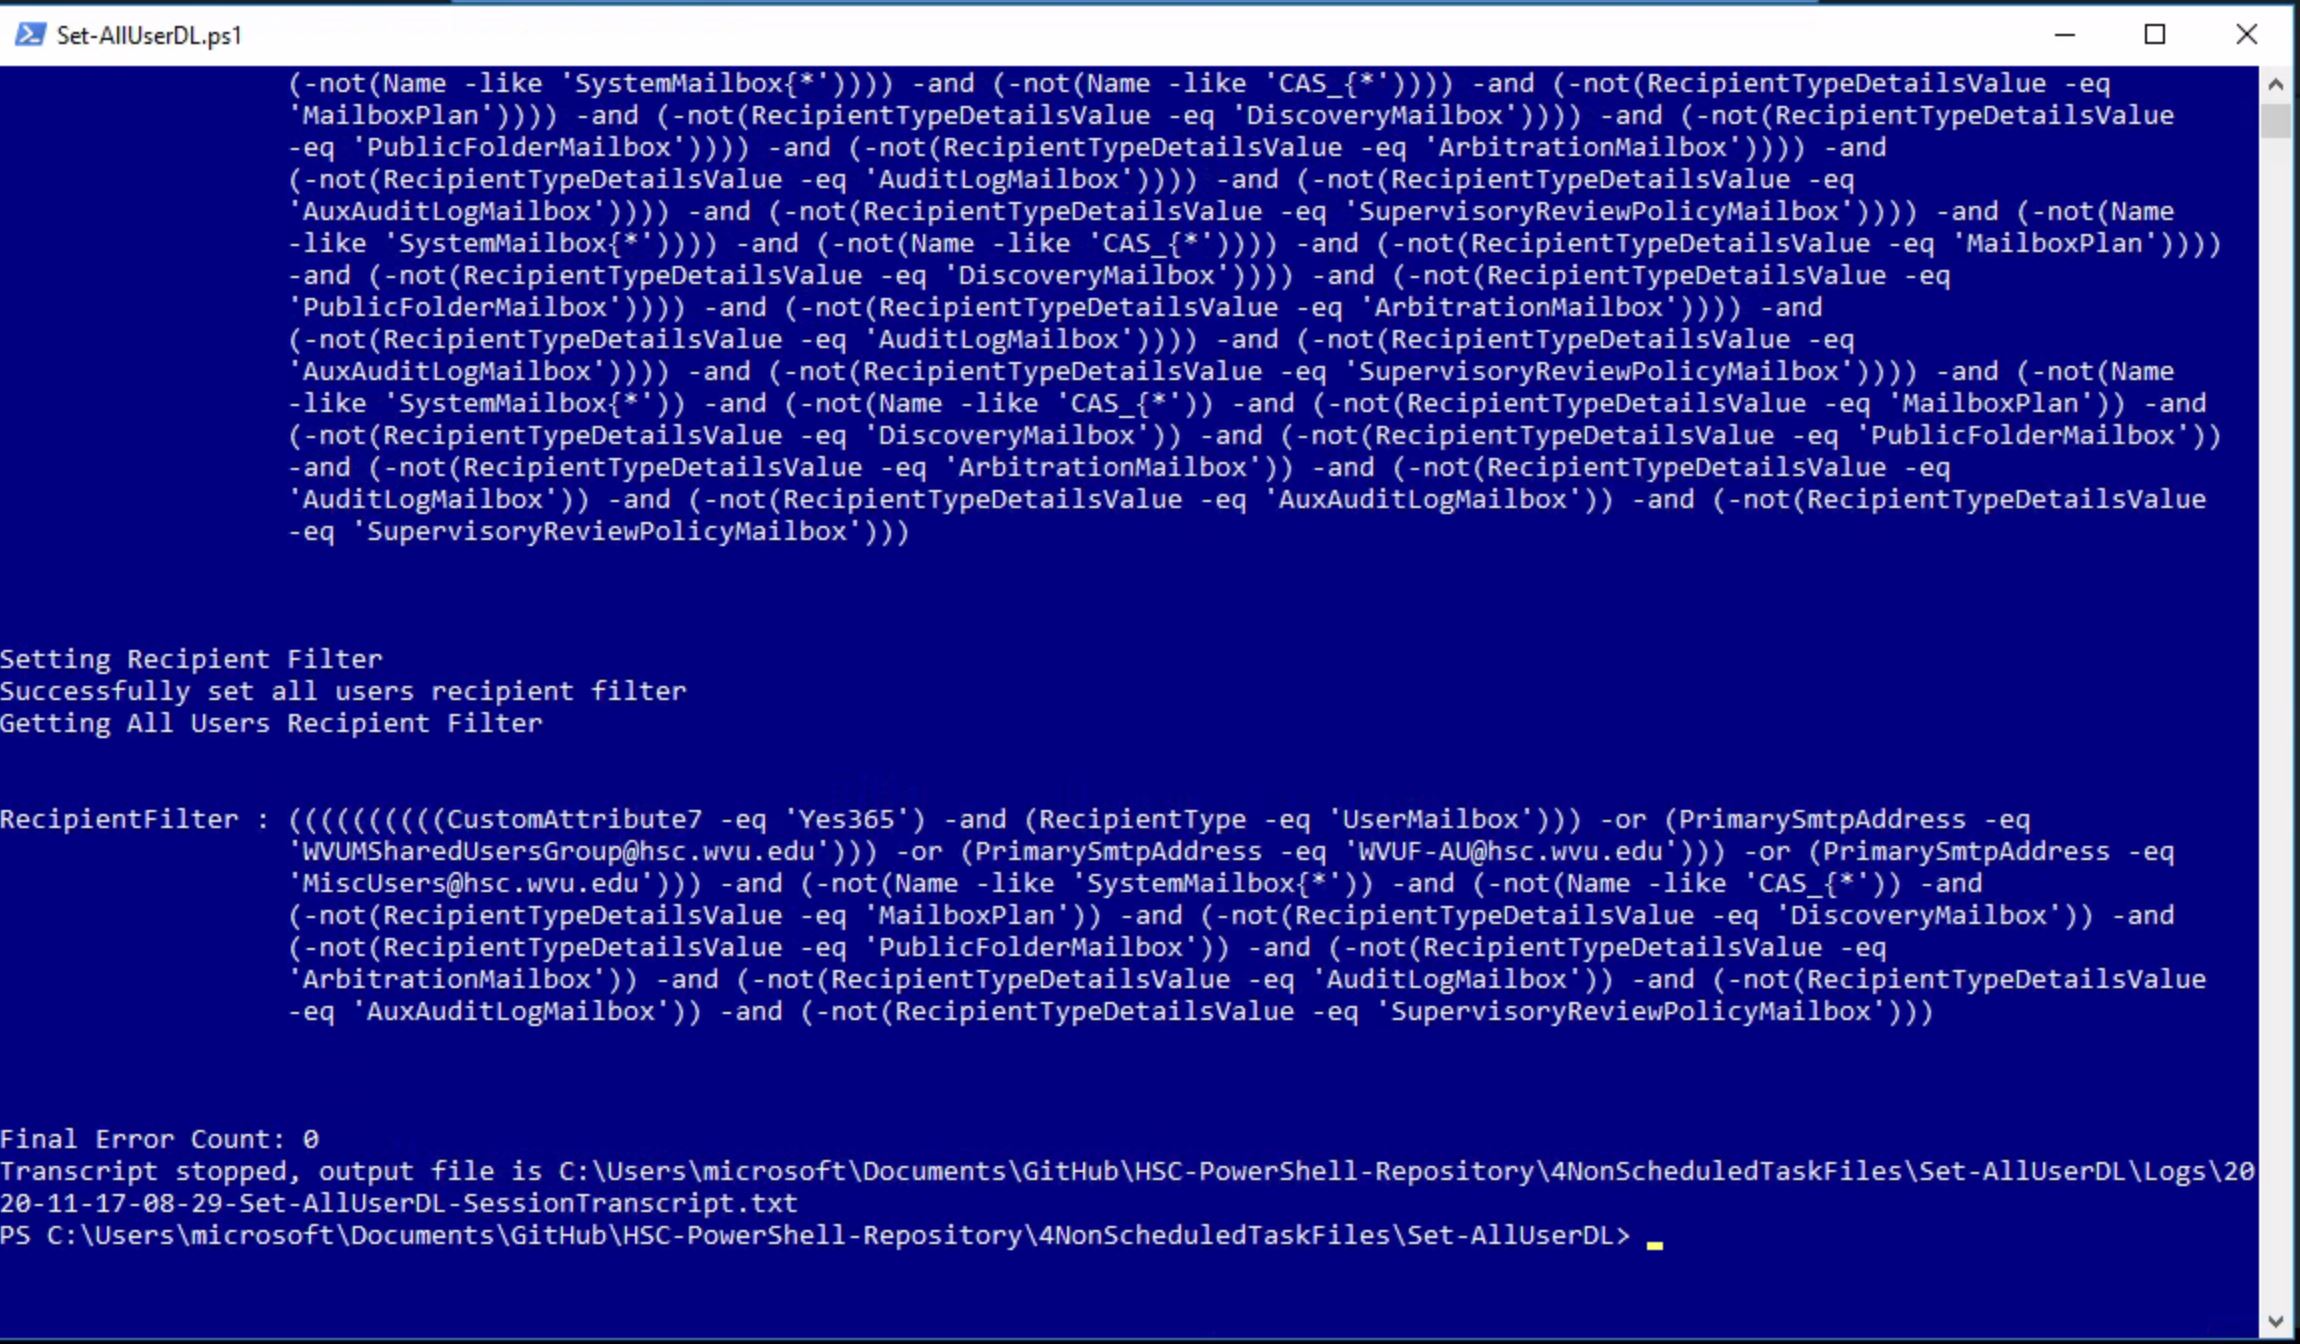 Set-AllUserDL.ps1
(-not(Name -like 'SystemMailbox{*')))) -and (-not(Name -like 'CAS_{*')))) -and (-not(RecipientTypeDetailsValue -eq
'MailboxPlan')))) -and (-not(RecipientTypeDetailsValue -eq 'DiscoveryMailbox')))) -and (-not(RecipientTypeDetailsValue
-eq 'PublicFolderMailbox')))) -and (-not(RecipientTypeDetailsValue -eq 'ArbitrationMailbox')))) -and
(-not(RecipientTypeDetailsValue -eq 'AuditLogMailbox')))) -and (-not(RecipientTypeDetailsValue -eq
'AuxAuditLogMailbox')))) -and (-not(RecipientTypeDetailsValue -eq 'SupervisoryReviewPolicyMailbox')))) -and (-not(Name
-like 'SystemMailbox{*')))) -and (-not(Name -like 'CAS_{*')))) -and (-not(RecipientTypeDetailsValue -eq 'MailboxPlan'))))
-and (-not(RecipientTypeDetailsValue -eq 'DiscoveryMailbox')))) -and (-not(RecipientTypeDetailsValue -eq
'PublicFolderMailbox')))) -and (-not(RecipientTypeDetailsValue -eq 'ArbitrationMailbox')))) -and
(-not(RecipientTypeDetailsValue -eq 'AuditLogMailbox')))) -and (-not(RecipientTypeDetailsValue -eq
'AuxAuditLogMailbox')))) -and (-not(RecipientTypeDetailsValue -eq 'SupervisoryReviewPolicyMailbox')))) -and (-not(Name
-like 'SystemMailbox{*')) -and (-not(Name -like 'CAS_{*')) -and (-not(RecipientTypeDetailsValue -eq 'MailboxPlan')) -and
(-not(RecipientTypeDetailsValue -eq 'DiscoveryMailbox')) -and (-not(RecipientTypeDetailsValue -eq 'PublicFolderMailbox'))
-and (-not(RecipientTypeDetailsValue -eq 'ArbitrationMailbox')) -and (-not(RecipientTypeDetailsValue -eq
'AuditLogMailbox')) -and (-not(RecipientTypeDetailsValue -eq 'AuxAuditLogMailbox')) -and (-not(RecipientTypeDetailsValue
-eq 'SupervisoryReviewPolicyMailbox')))
Setting Recipient Filter
Successfully set all users recipient filter
Getting All Users Recipient Filter
RecipientFilter : ((((((((((CustomAttribute7 -eq 'Yes365') -and (RecipientType -eq 'UserMailbox'))) -or (PrimarySmtpAddress -eq
'WVUMSharedUsersGroup@hsc.wvu.edu'))) -or (PrimarySmtpAddress -eq 'WVUF-AU@hsc.wvu.edu'))) -or (PrimarySmtpAddress -eq
'MiscUsers@hsc.wvu.edu'))) -and (-not(Name -like 'SystemMailbox{*')) -and (-not(Name -like 'CAS_{*')) -and
(-not(RecipientTypeDetailsValue -eq 'MailboxPlan')) -and (-not(RecipientTypeDetailsValue -eq 'DiscoveryMailbox')) -and
(-not(RecipientTypeDetailsValue -eq 'PublicFolderMailbox')) -and (-not(RecipientTypeDetailsValue -eq
'ArbitrationMailbox')) -and (-not(RecipientTypeDetailsValue -eq 'AuditLogMailbox')) -and (-not(RecipientTypeDetailsValue
-eq 'AuxAuditLogMailbox')) -and (-not(RecipientTypeDetailsValue -eq 'SupervisoryReviewPolicyMailbox')))
Final Error Count: 0
Transcript stopped, output file is C:\Users\microsoft\Documents\GitHub\HSC-PowerShell-Repository\4NonScheduledTaskFiles\Set-AllUserDL\Logs\20
20-11-17-08-29-Set-AllUserDL-SessionTranscript.txt
PS C:\Users\microsoft\Documents\GitHub\HSC-PowerShell-Repository\4NonScheduledTaskFiles\Set-AllUserDL>